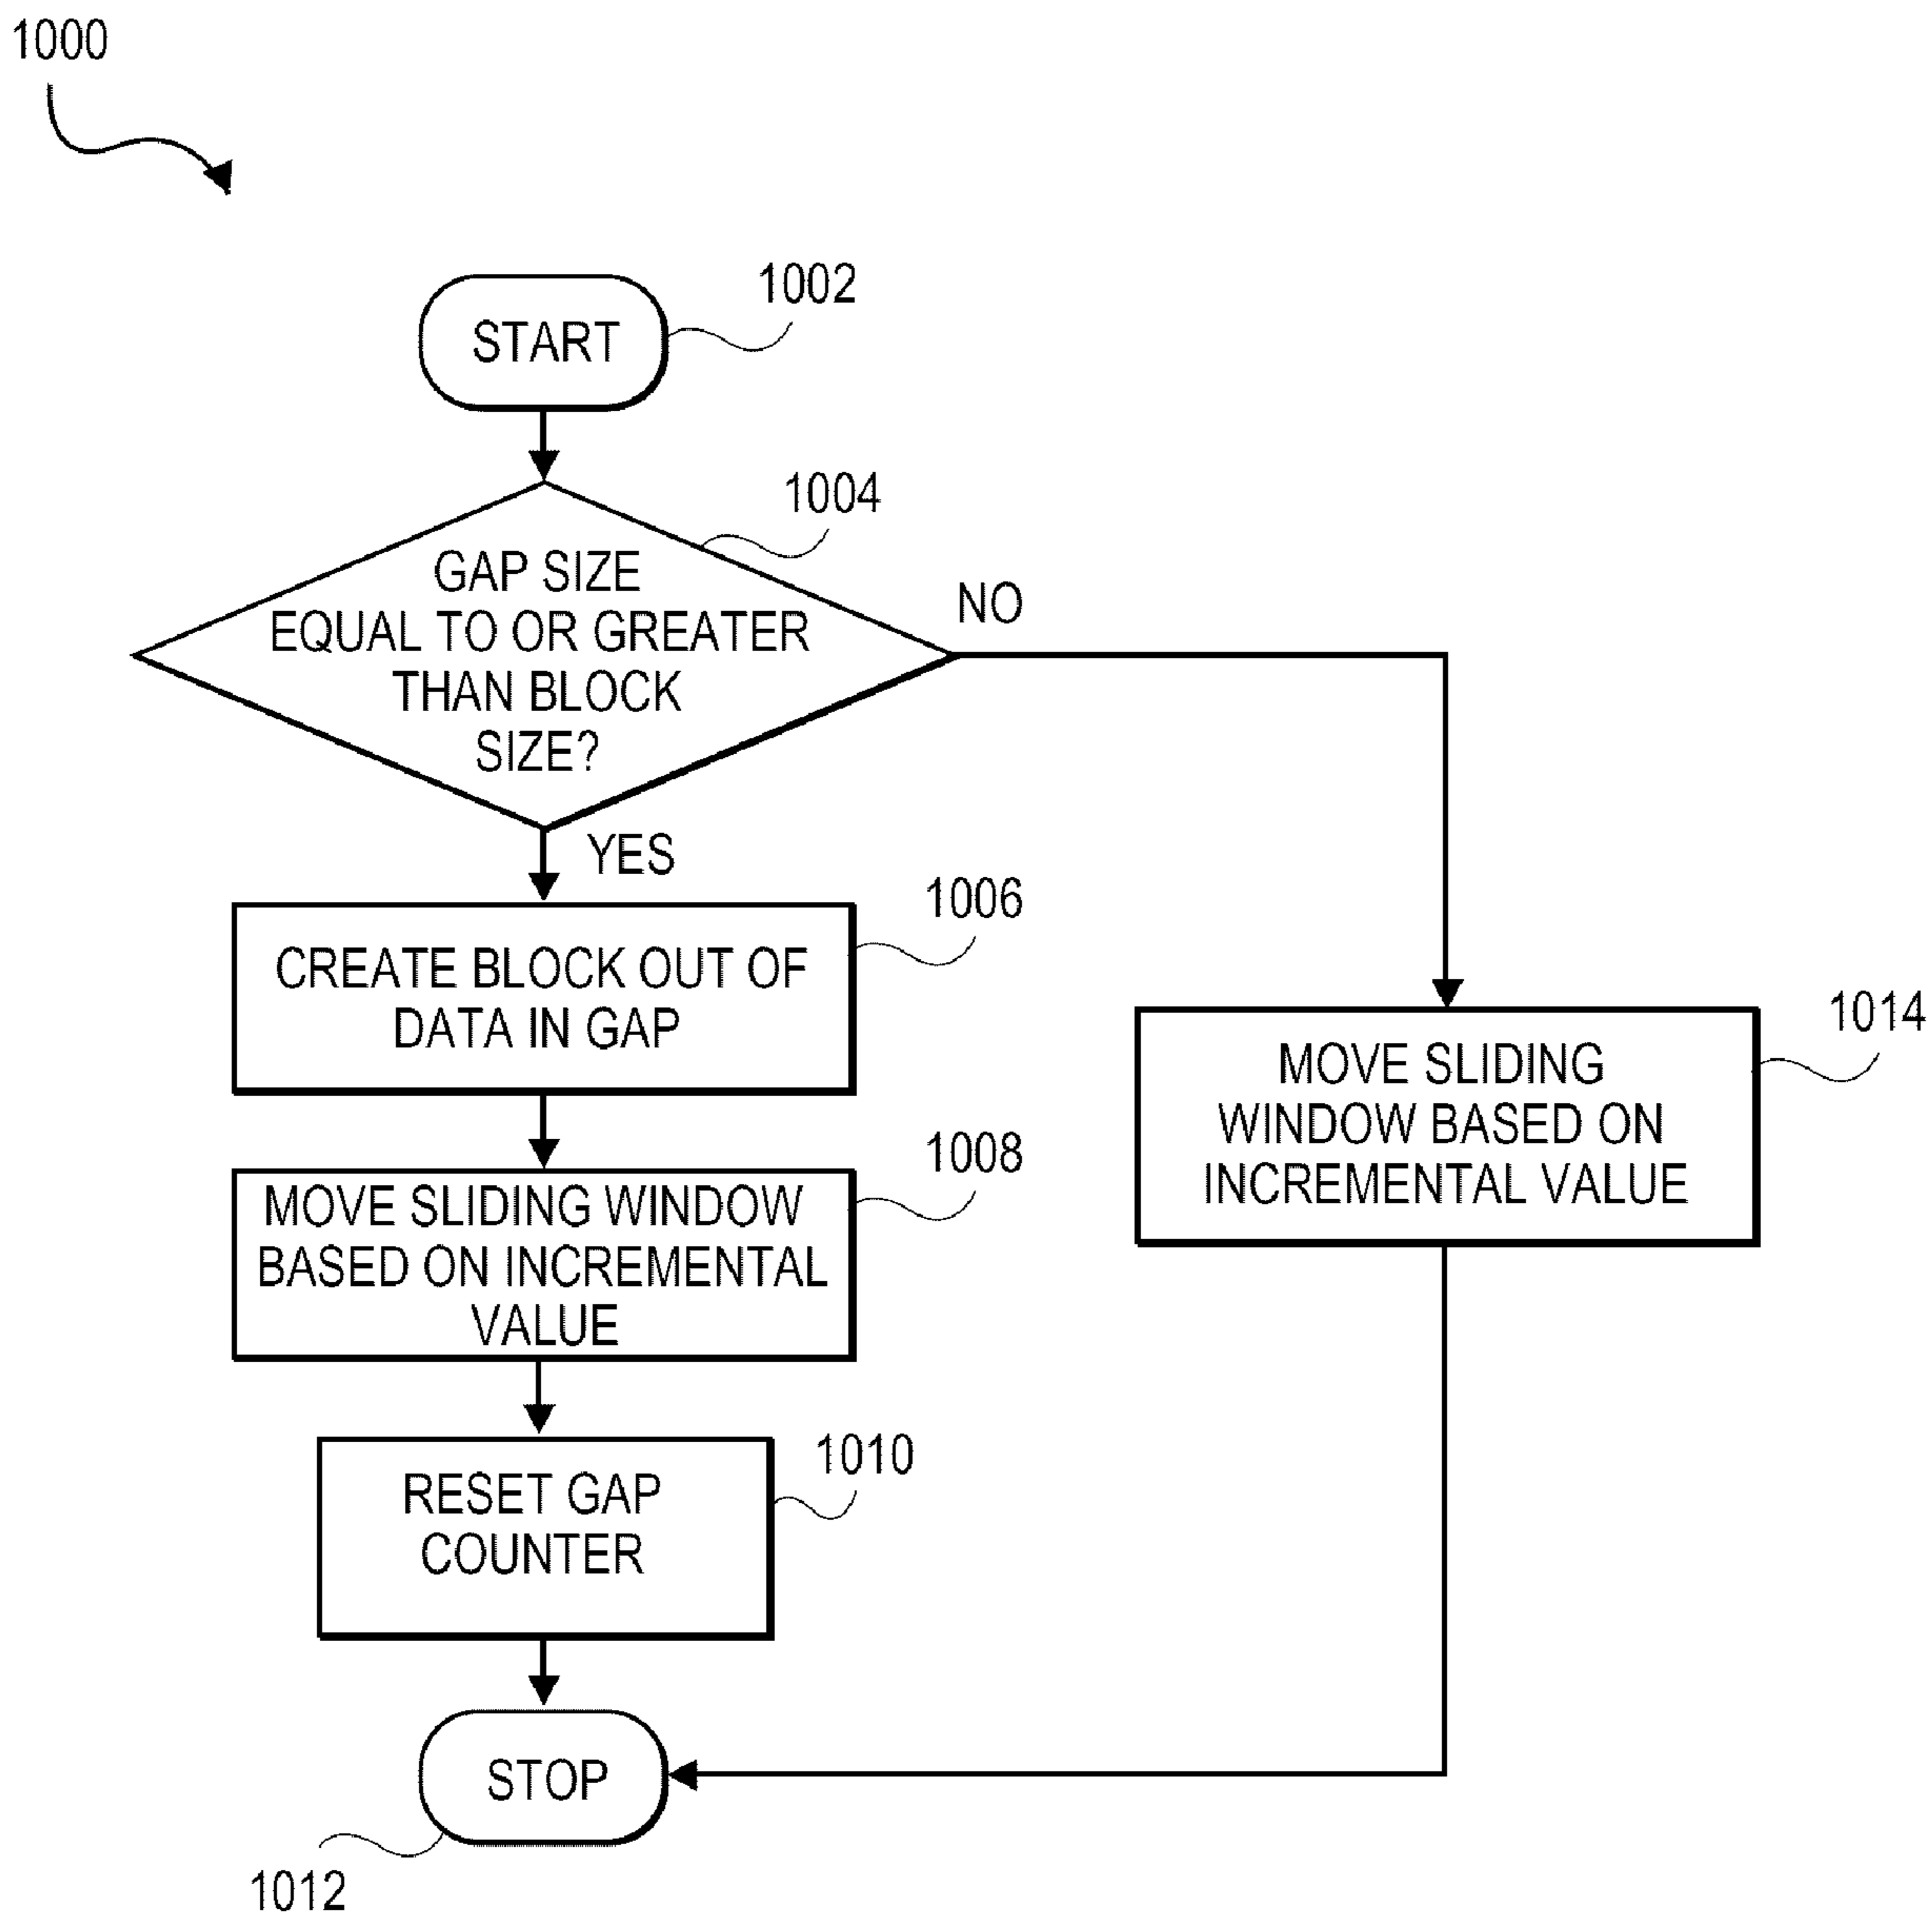 1000
1002
START
1004
GAP SIZE
EQUAL TO OR GREATER
THAN BLOCK
SIZE?
NO
YES
1006
CREATE BLOCK OUT OF
DATA IN GAP
1008
MOVE SLIDING WINDOW
BASED ON INCREMENTAL
VALUE
1010
RESET GAP
COUNTER
STOP
1012
1014
MOVE SLIDING
WINDOW BASED ON
INCREMENTAL VALUE